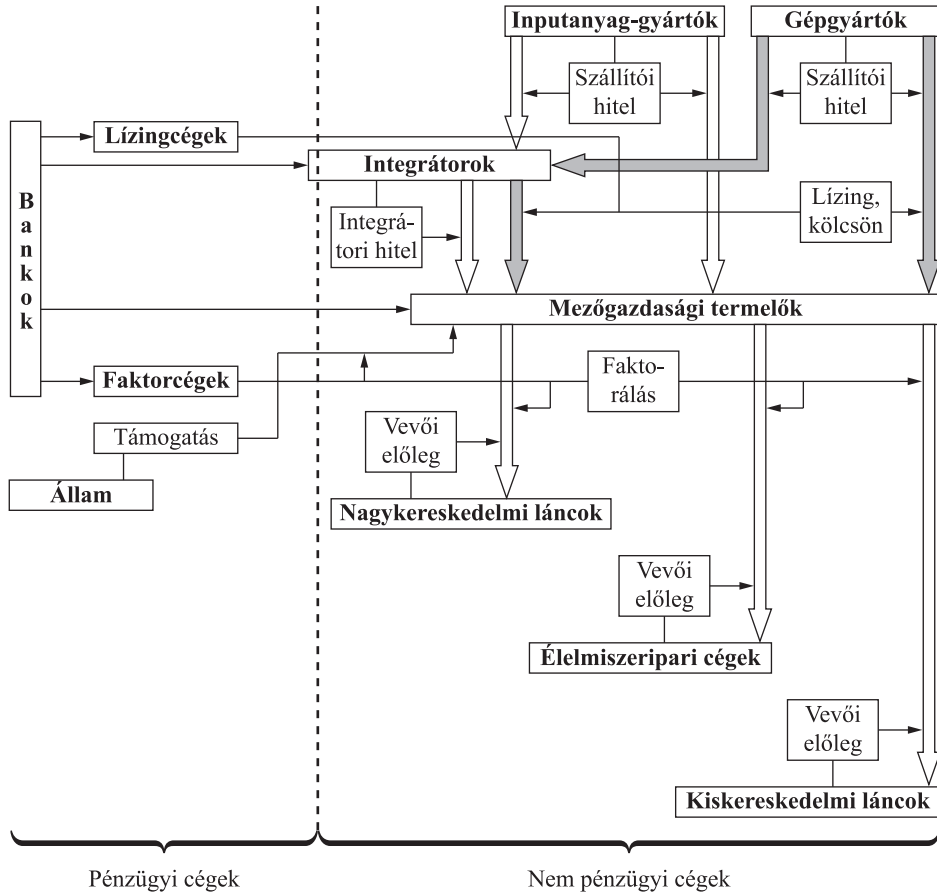 Inputanyag-gyártók
Gépgyártók
Szállítói
hitel
Szállítói
hitel
Lízingcégek
Integrátorok
Bankok
Integrá-
tori hitel
Lízing,
kölcsön
Mezőgazdasági termelők
Faktorcégek
Fakto-
rálás
Támogatás
Vevői
előleg
Állam
Nagykereskedelmi láncok
Vevői
előleg
Élelmiszeripari cégek
Vevői
előleg
Kiskereskedelmi láncok
Pénzügyi cégek
Nem pénzügyi cégek